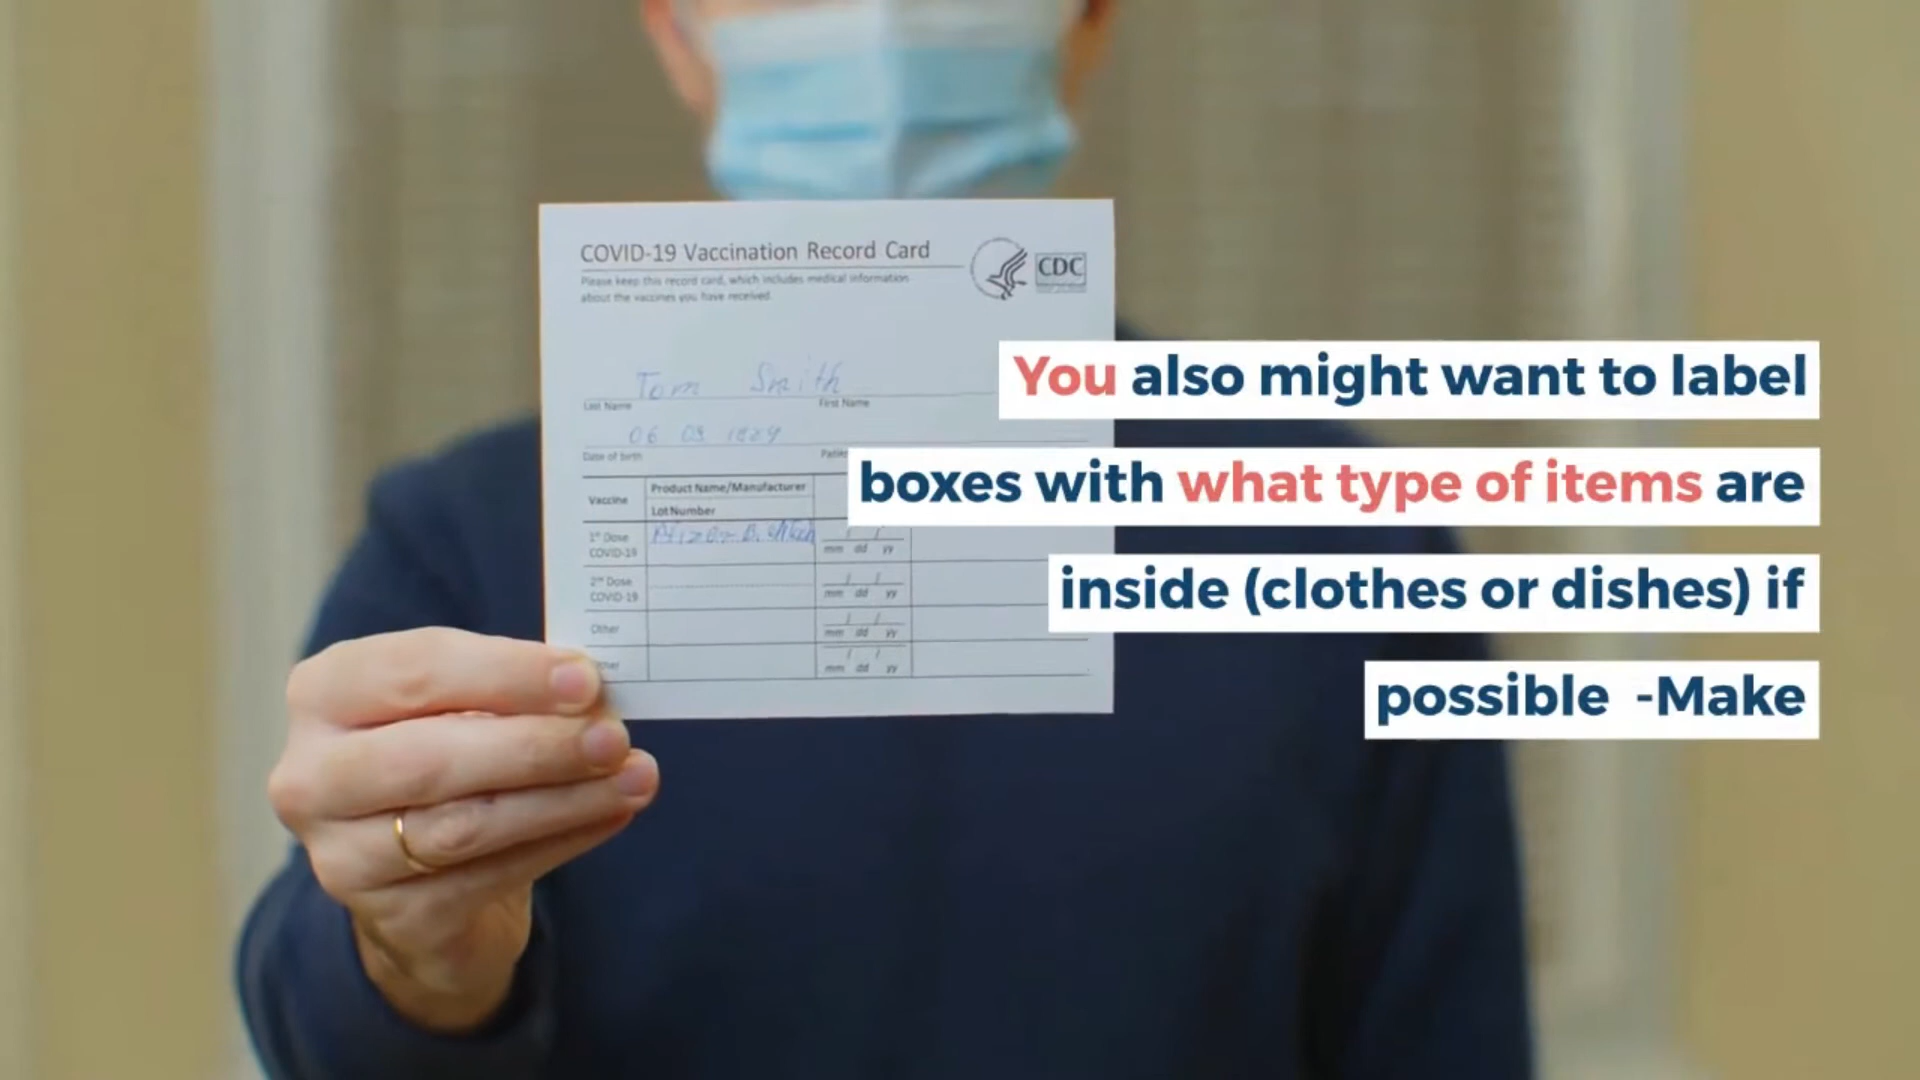 COVID-19 Vaccination Record Card
CDC
Please keep this record card, which includes medical information
about the vaccines you have received.
Tom Smith
Last Name First Name
06 03
Date of birth
Vaccine
Product Name/Manufacturer
Lot Number
1st Dose
COVID-19
mm dd yy
2nd Dose
COVID-19
mm dd yy
Other
mm dd yy
mm dd yy
You also might want to label
boxes with what type of items are
inside (clothes or dishes) if
possible -Make